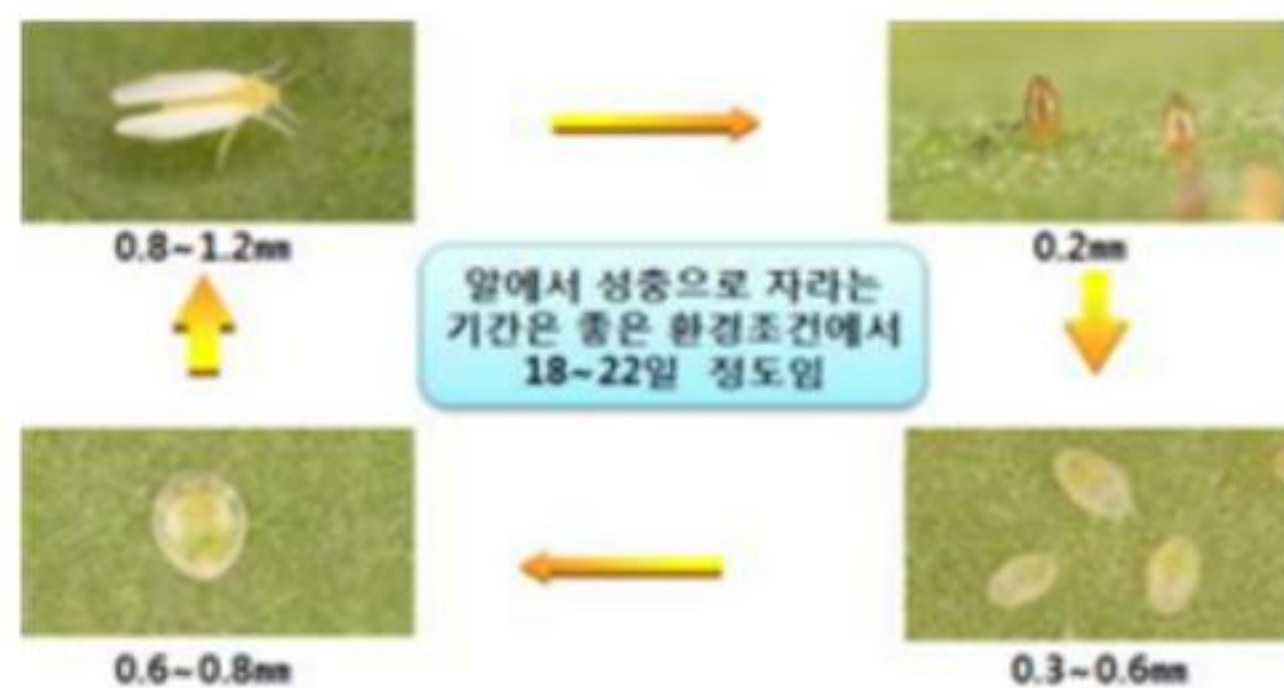 0.8~1.2㎜
0.2㎜
알에서 성충으로 자라는
기간은 좋은 환경조건에서
18~22일 정도임
0.6~0.8㎜
0.3~0.6㎜